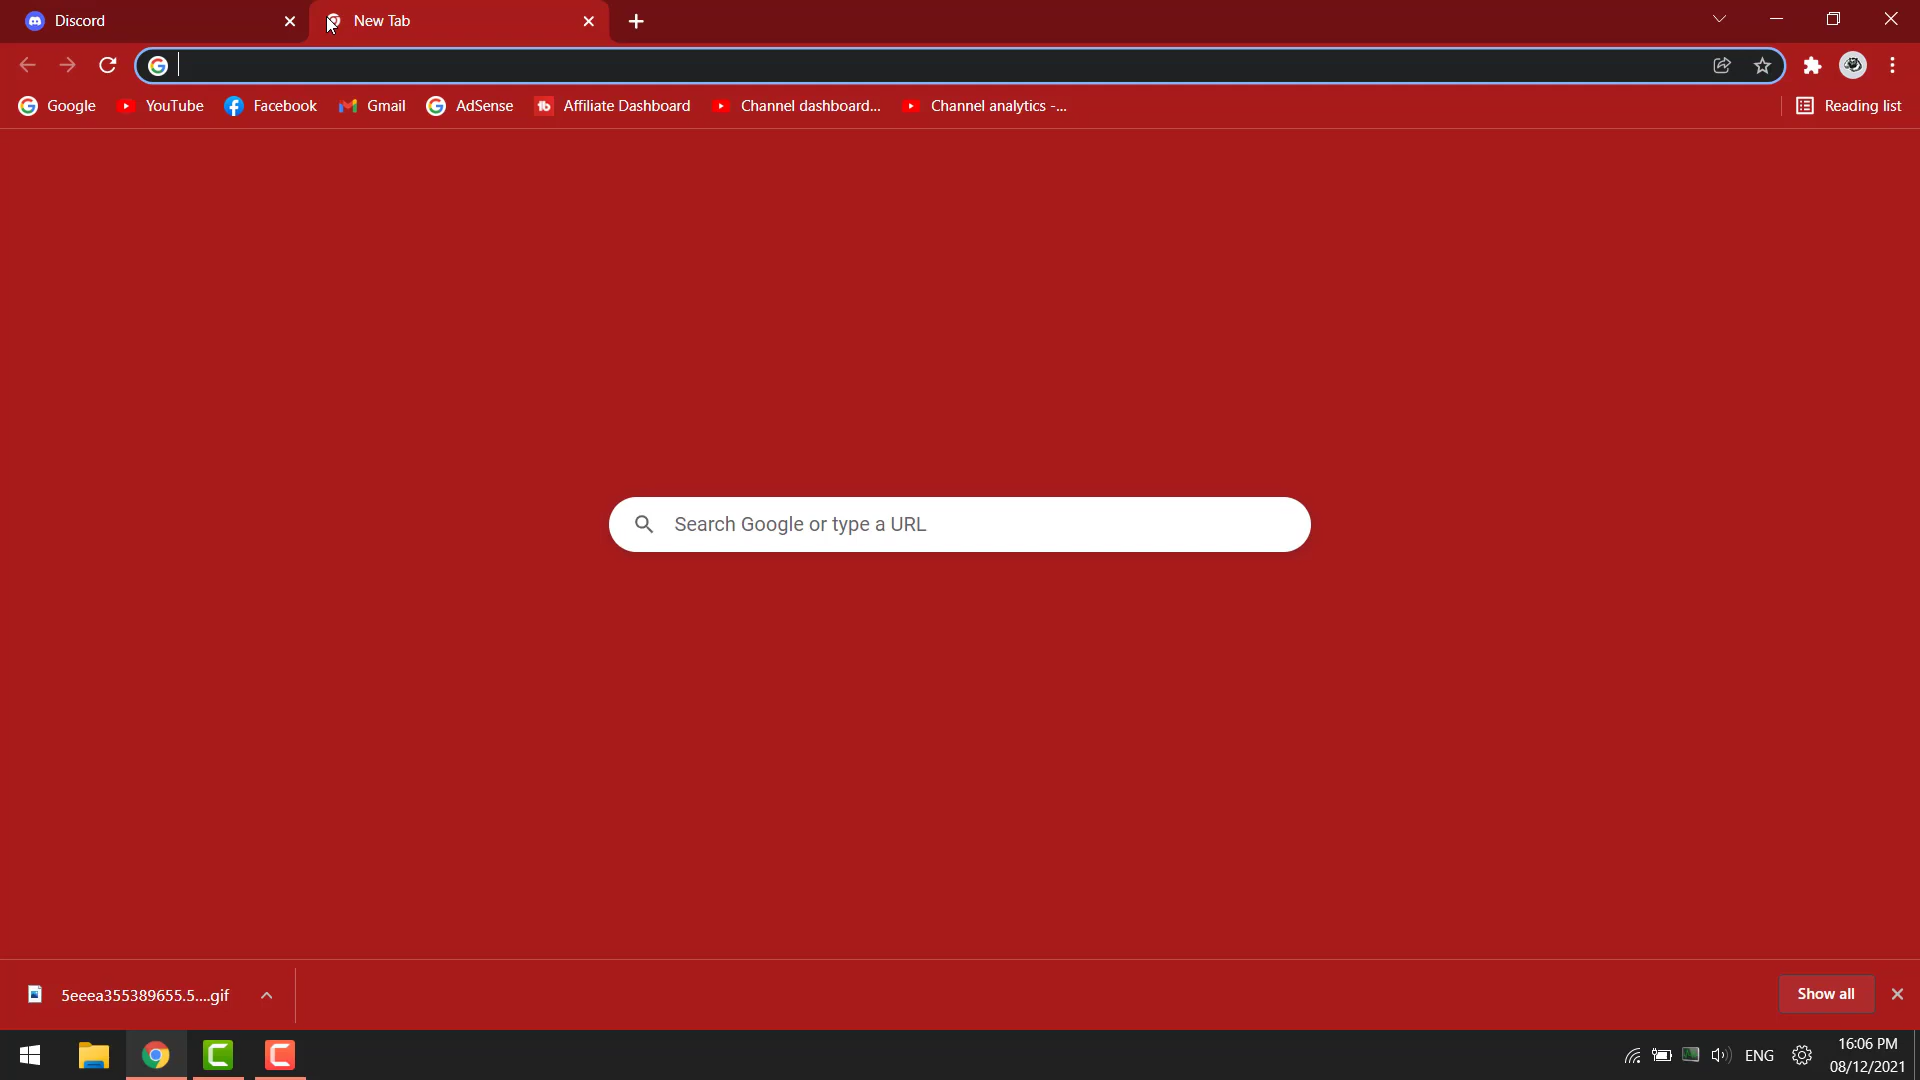 Discord
New Tab
Google
YouTube
Facebook
Gmail
AdSense
Affiliate Dashboard
Channel dashboard...
Channel analytics -...
Reading list
Search Google or type a URL
5eeea355389655.5....gif
Show all
ENG
16:06 PM
08/12/2021